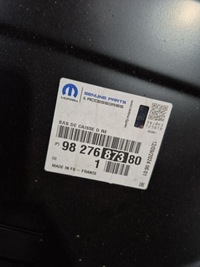 GENUINE PARTS
& ACCESSORIES
BAS DE CAISSE D RE
P) 98 276 873 80
1
MADE IN FR - FRANCE